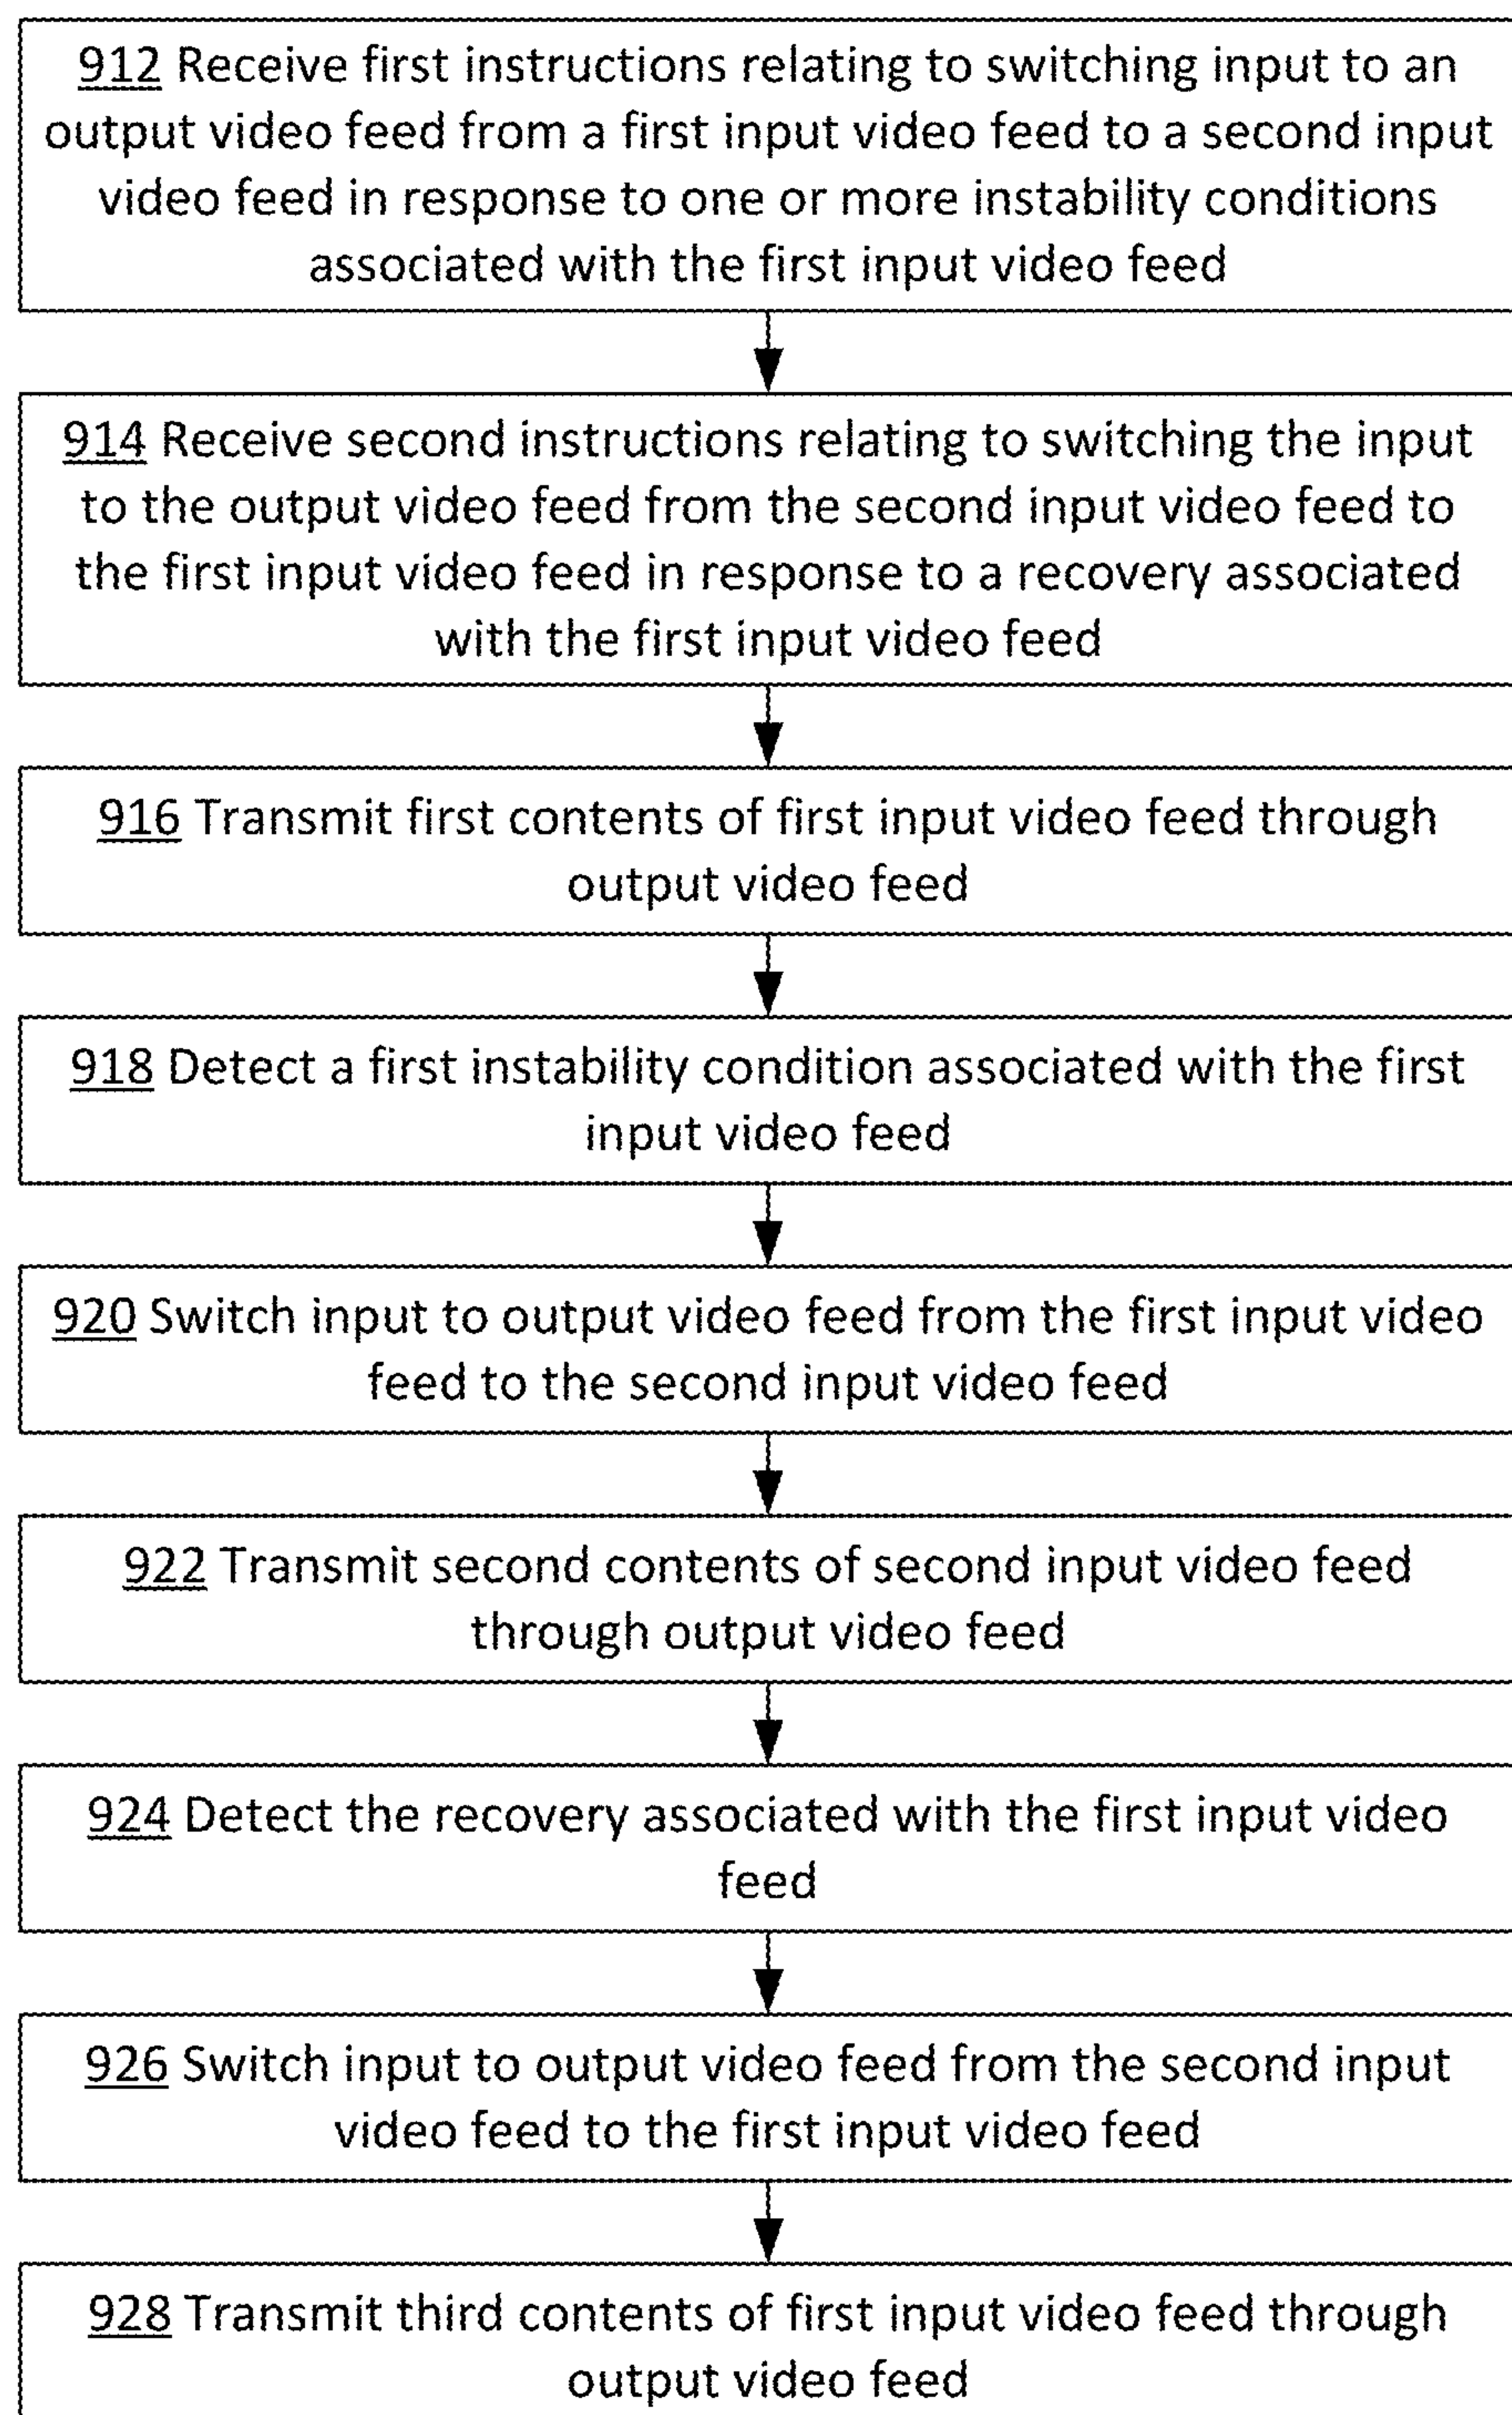 912 Receive first instructions relating to switching input to an
output video feed from a first input video feed to a second input
video feed in response to one or more instability conditions
associated with the first input video feed
914 Receive second instructions relating to switching the input
to the output video feed from the second input video feed to
the first input video feed in response to a recovery associated
with the first input video feed
916 Transmit first contents of first input video feed through
output video feed
918 Detect a first instability condition associated with the first
input video feed
920 Switch input to output video feed from the first input video
feed to the second input video feed
922 Transmit second contents of second input video feed
through output video feed
924 Detect the recovery associated with the first input video
feed
926 Switch input to output video feed from the second input
video feed to the first input video feed
928 Transmit third contents of first input video feed through
output video feed